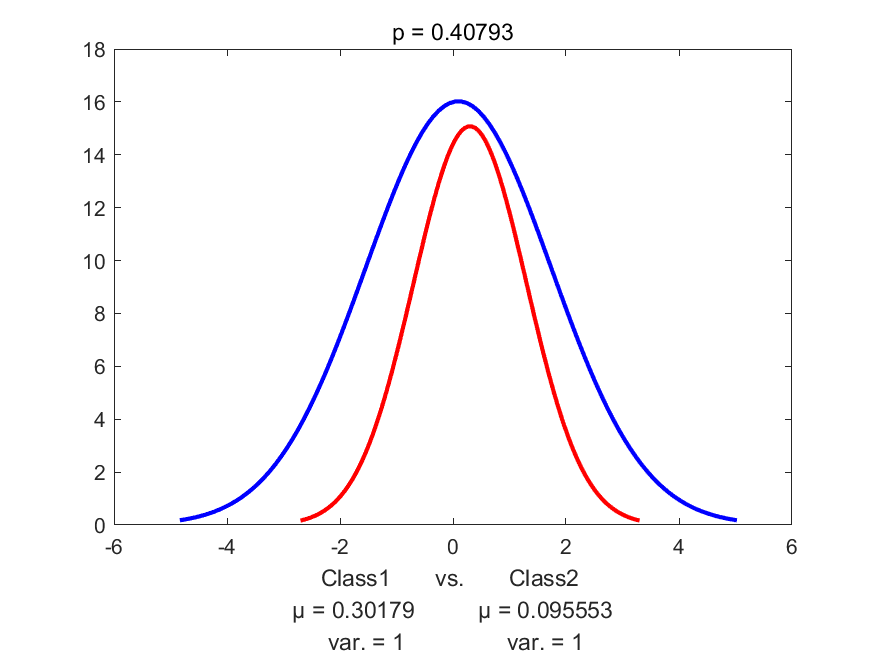 p = 0.40793
18
16
14
12
10
8
6
4
2
0
-6 -4 -2 0 2 4 6
Class1 vs. Class2
μ = 0.30179 μ = 0.095553
var. = 1 var. = 1